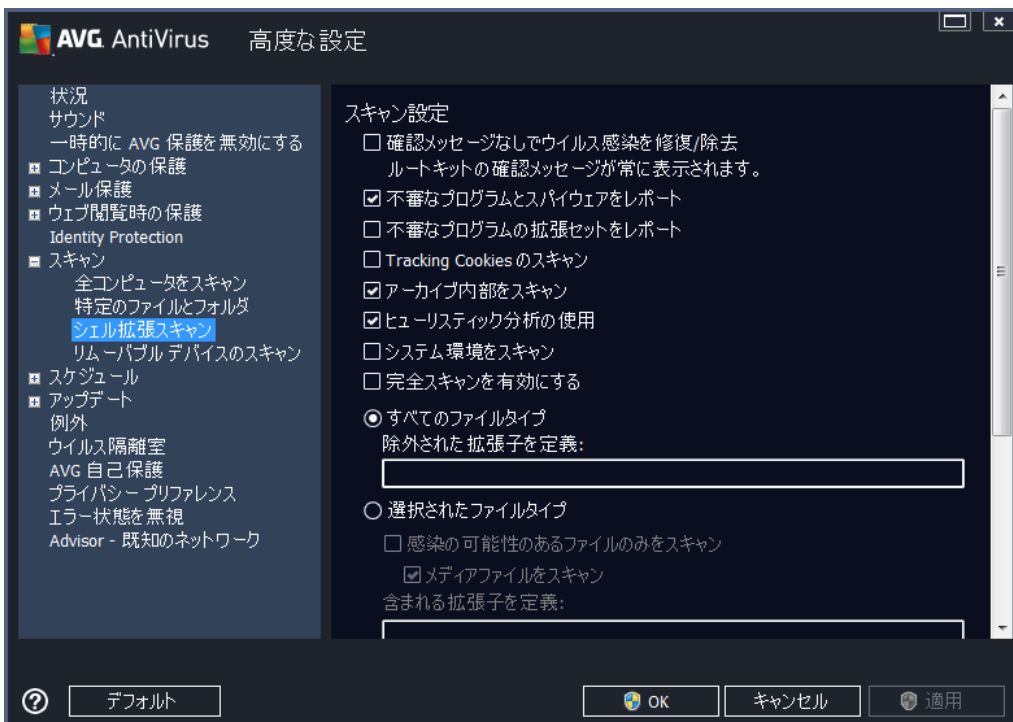 AVG. AntiVirus 高度な設定
状況
サウンド
一時的に AVG 保護を無効にする
コンピュータの保護
メール保護
ウェブ閲覧時の保護
Identity Protection
スキャン
全コンピュータをスキャン
特定のファイルとフォルダ
シェル拡張スキャン
リムーバブル デバイスのスキャン
スケジュール
アップデート
例外
ウイルス隔離室
AVG 自己保護
プライバシー プリファレンス
エラー状態を無視
Advisor - 既知のネットワーク
スキャン設定
確認メッセージなしでウイルス感染を修復/除去
ルートキットの確認メッセージが常に表示されます。
不審なプログラムとスパイウェアをレポート
不審なプログラムの拡張セットをレポート
Tracking Cookies のスキャン
アーカイブ内部をスキャン
ヒューリスティック分析の使用
システム環境をスキャン
完全スキャンを有効にする
すべてのファイルタイプ
除外された拡張子を定義:
選択されたファイルタイプ
感染の可能性のあるファイルのみをスキャン
メディアファイルをスキャン
含まれる拡張子を定義:
? デフォルト OK キャンセル 適用